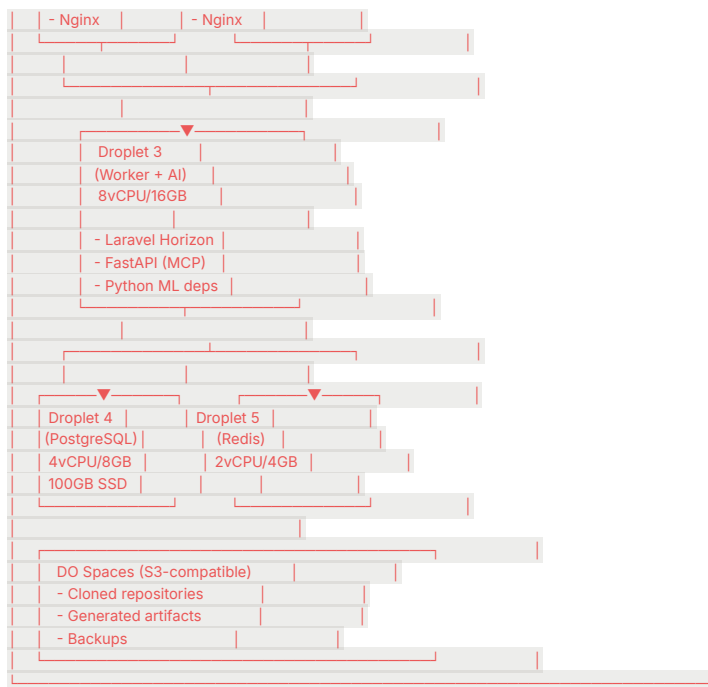 - Nginx - Nginx
Droplet 3
(Worker + AI)
8vCPU/16GB
- Laravel Horizon
- FastAPI (MCP)
- Python ML deps
Droplet 4 Droplet 5
(PostgreSQL) (Redis)
4vCPU/8GB 2vCPU/4GB
100GB SSD
DO Spaces (S3-compatible)
- Cloned repositories
- Generated artifacts
- Backups